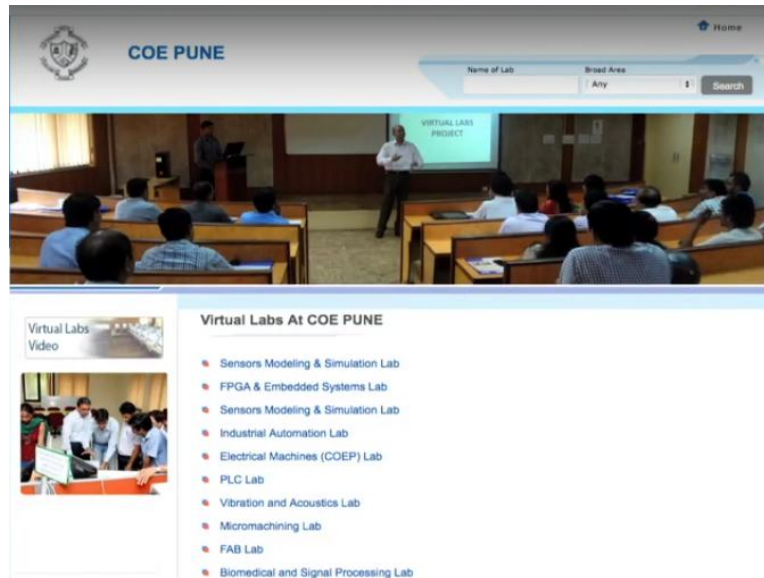 Home
COE PUNE
Name of Lab Broad Area
Any
Search
VIRTUAL LABS
PROJECT
Virtual Labs
Video
Virtual Labs At COE PUNE
Sensors Modeling & Simulation Lab
FPGA & Embedded Systems Lab
Sensors Modeling & Simulation Lab
Industrial Automation Lab
Electrical Machines (COEP) Lab
PLC Lab
Vibration and Acoustics Lab
Micromachining Lab
FAB Lab
Biomedical and Signal Processing Lab